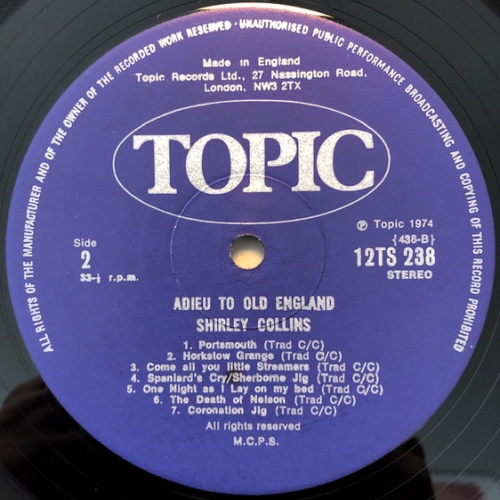 ALL RIGHTS OF THE MANUFACTURER AND OF THE OWNER OF THE RECORDED WORK RESERVED · UNAUTHORISED PUBLIC PERFORMANCE BROADCASTING AND COPYING OF THIS RECORD PROHIBITED
Made in England
Topic Records Ltd., 27 Nassington Road,
London, NW3 2TX
TOPIC
℗ Topic 1974
Side
2
33-⅓ r.p.m.
{438-B}
12TS 238
STEREO
ADIEU TO OLD ENGLAND
SHIRLEY COLLINS
1. Portsmouth (Trad C/C)
2. Horkstow Grange (Trad C/C)
3. Come all you little Streamers (Trad C/C)
4. Spaniard's Cry/Sherborne Jig (Trad C/C)
5. One Night as I Lay on my bed (Trad C/C)
6. The Death of Nelson (Trad C/C)
7. Coronation Jig (Trad C/C)
All rights reserved
M.C.P.S.